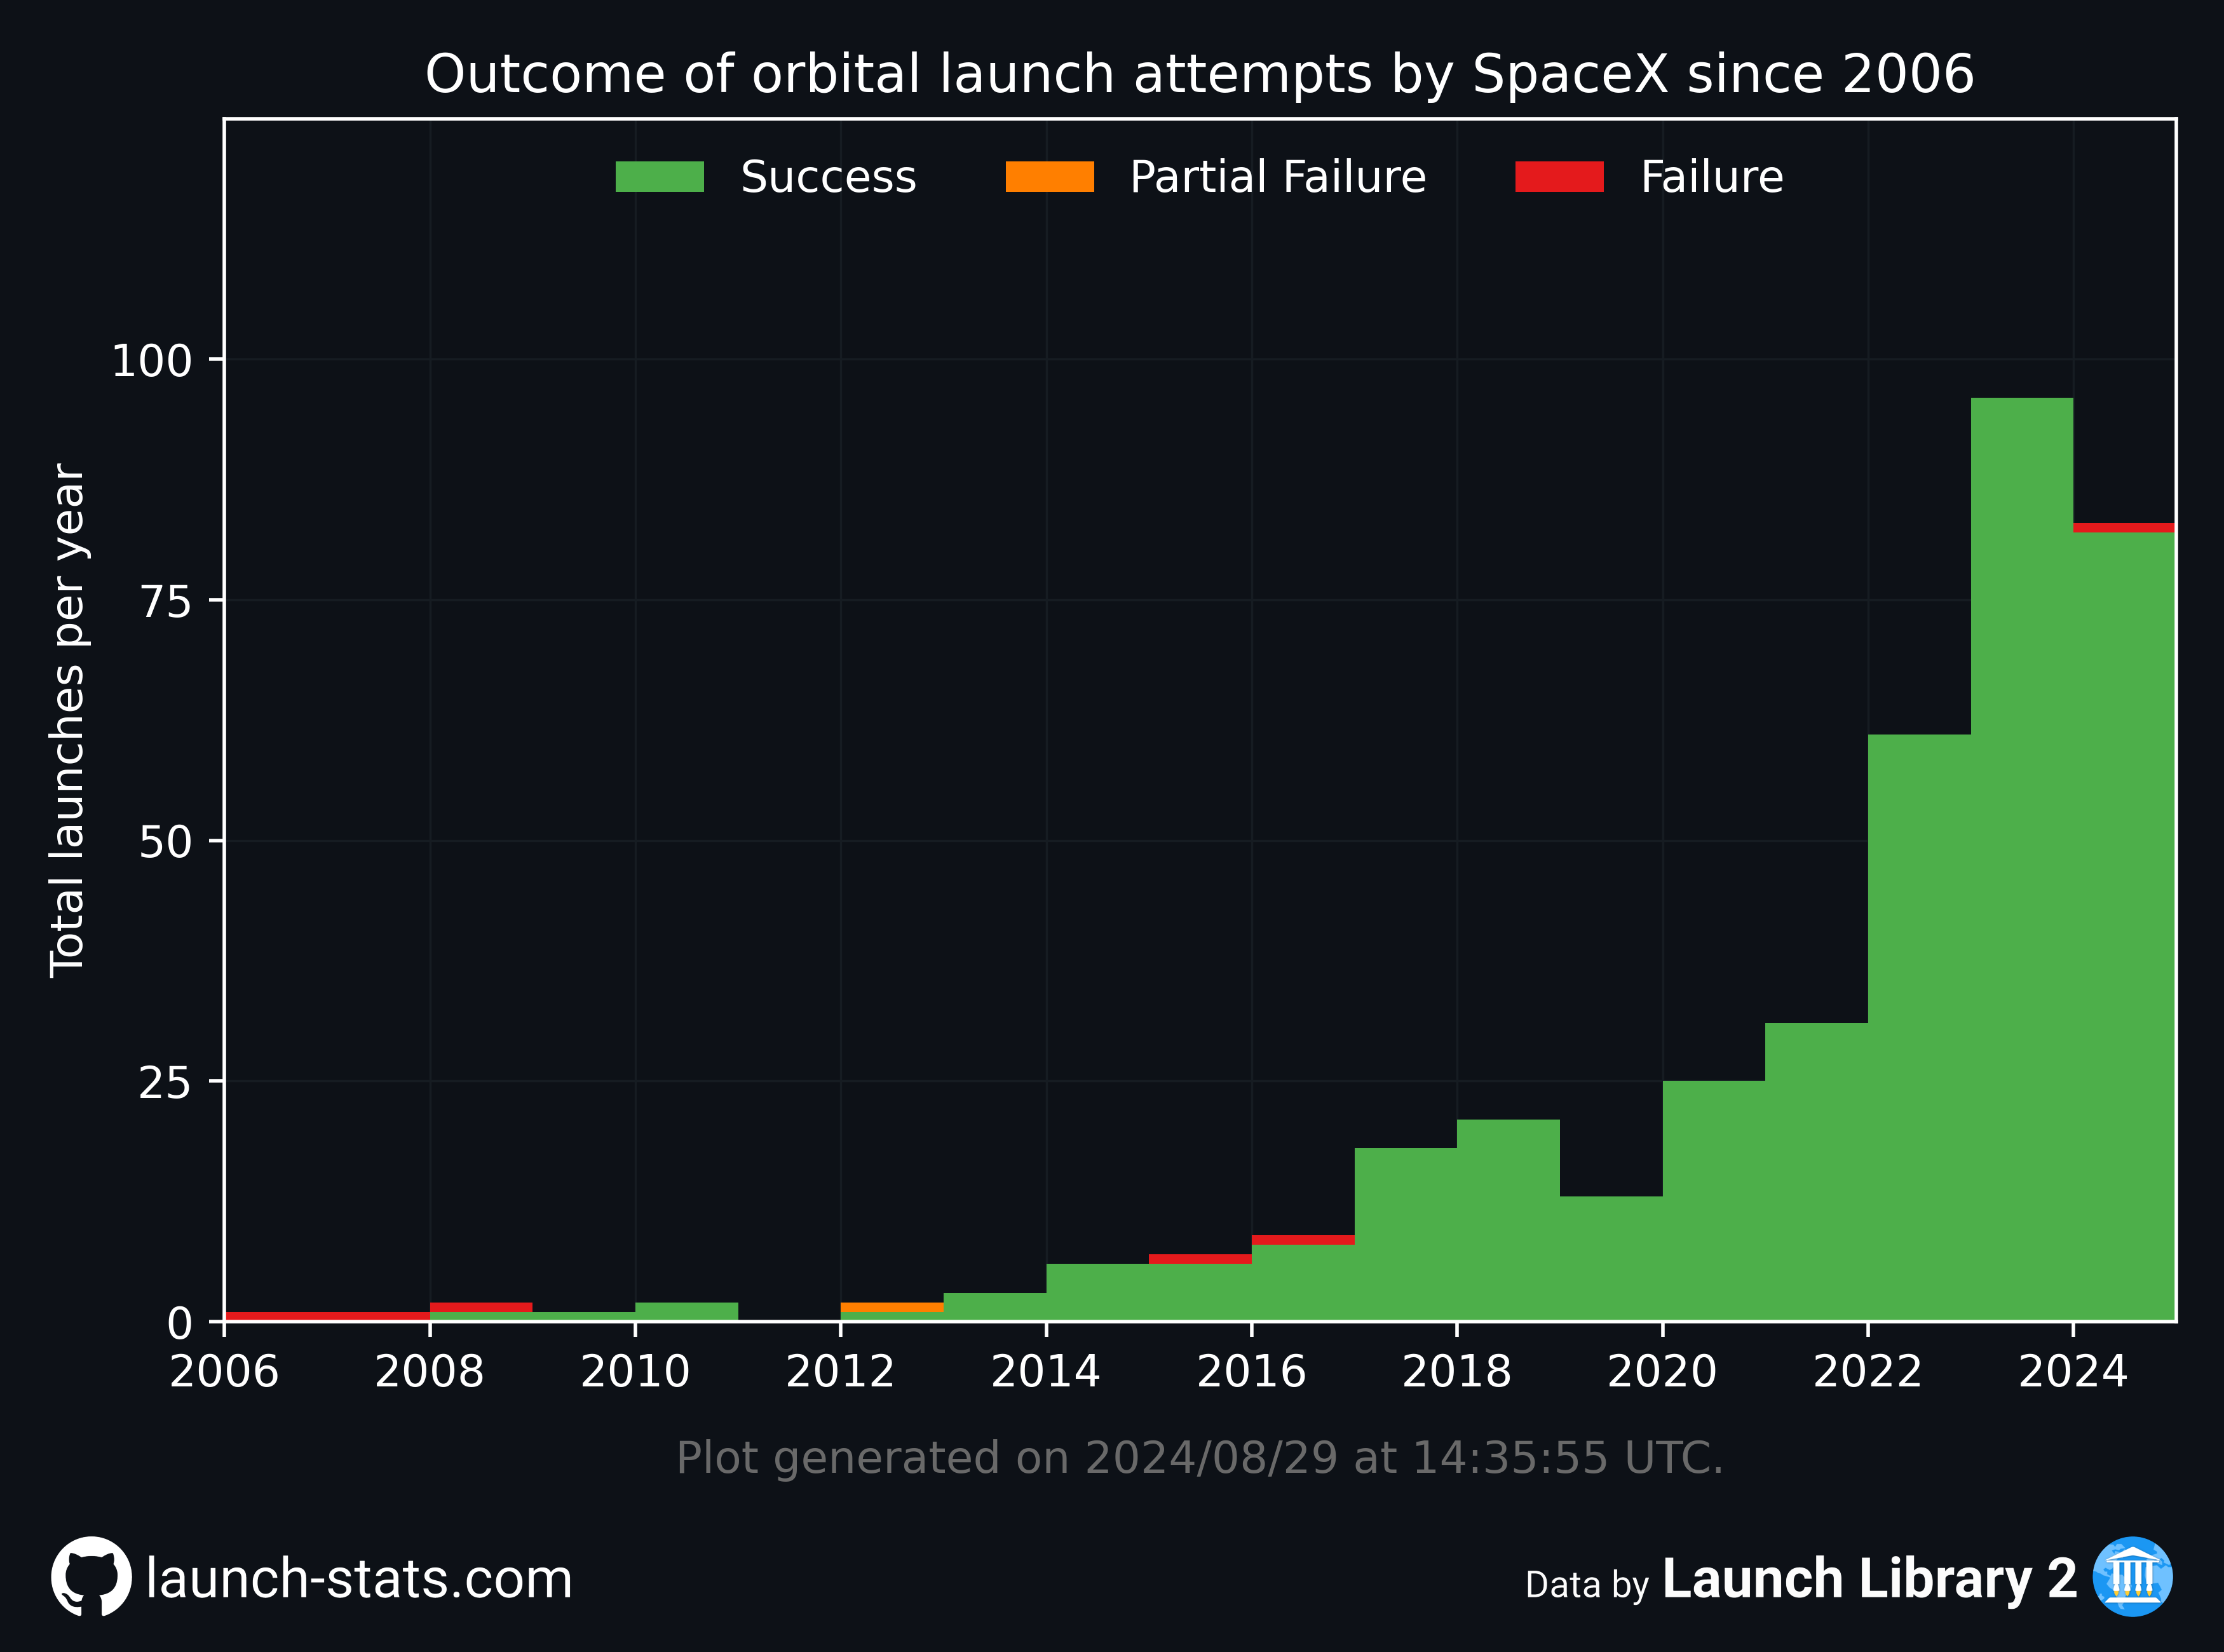 Outcome of orbital launch attempts by SpaceX since 2006
Success
Partial Failure
Failure
Total launches per year
100
75
50
25
0
2006
2008
2010
2012
2014
2016
2018
2020
2022
2024
Plot generated on 2024/08/29 at 14:35:55 UTC.
launch-stats.com
Data by Launch Library 2